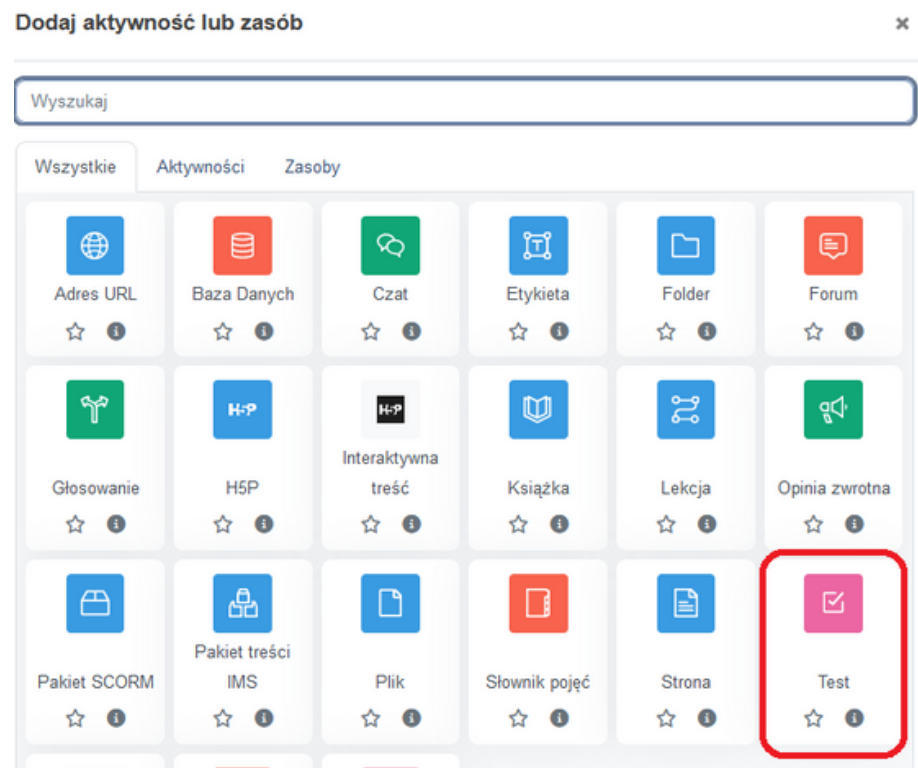 Dodaj aktywność lub zasób
Wyszukaj
Wszystkie Aktywności Zasoby
Adres URL Baza Danych Czat Etykieta Folder Forum
H-P H-P
Głosowanie H5P Interaktywna treść Książka Lekcja Opinia zwrotna
Pakiet SCORM Pakiet treści IMS Plik Słownik pojęć Strona Test